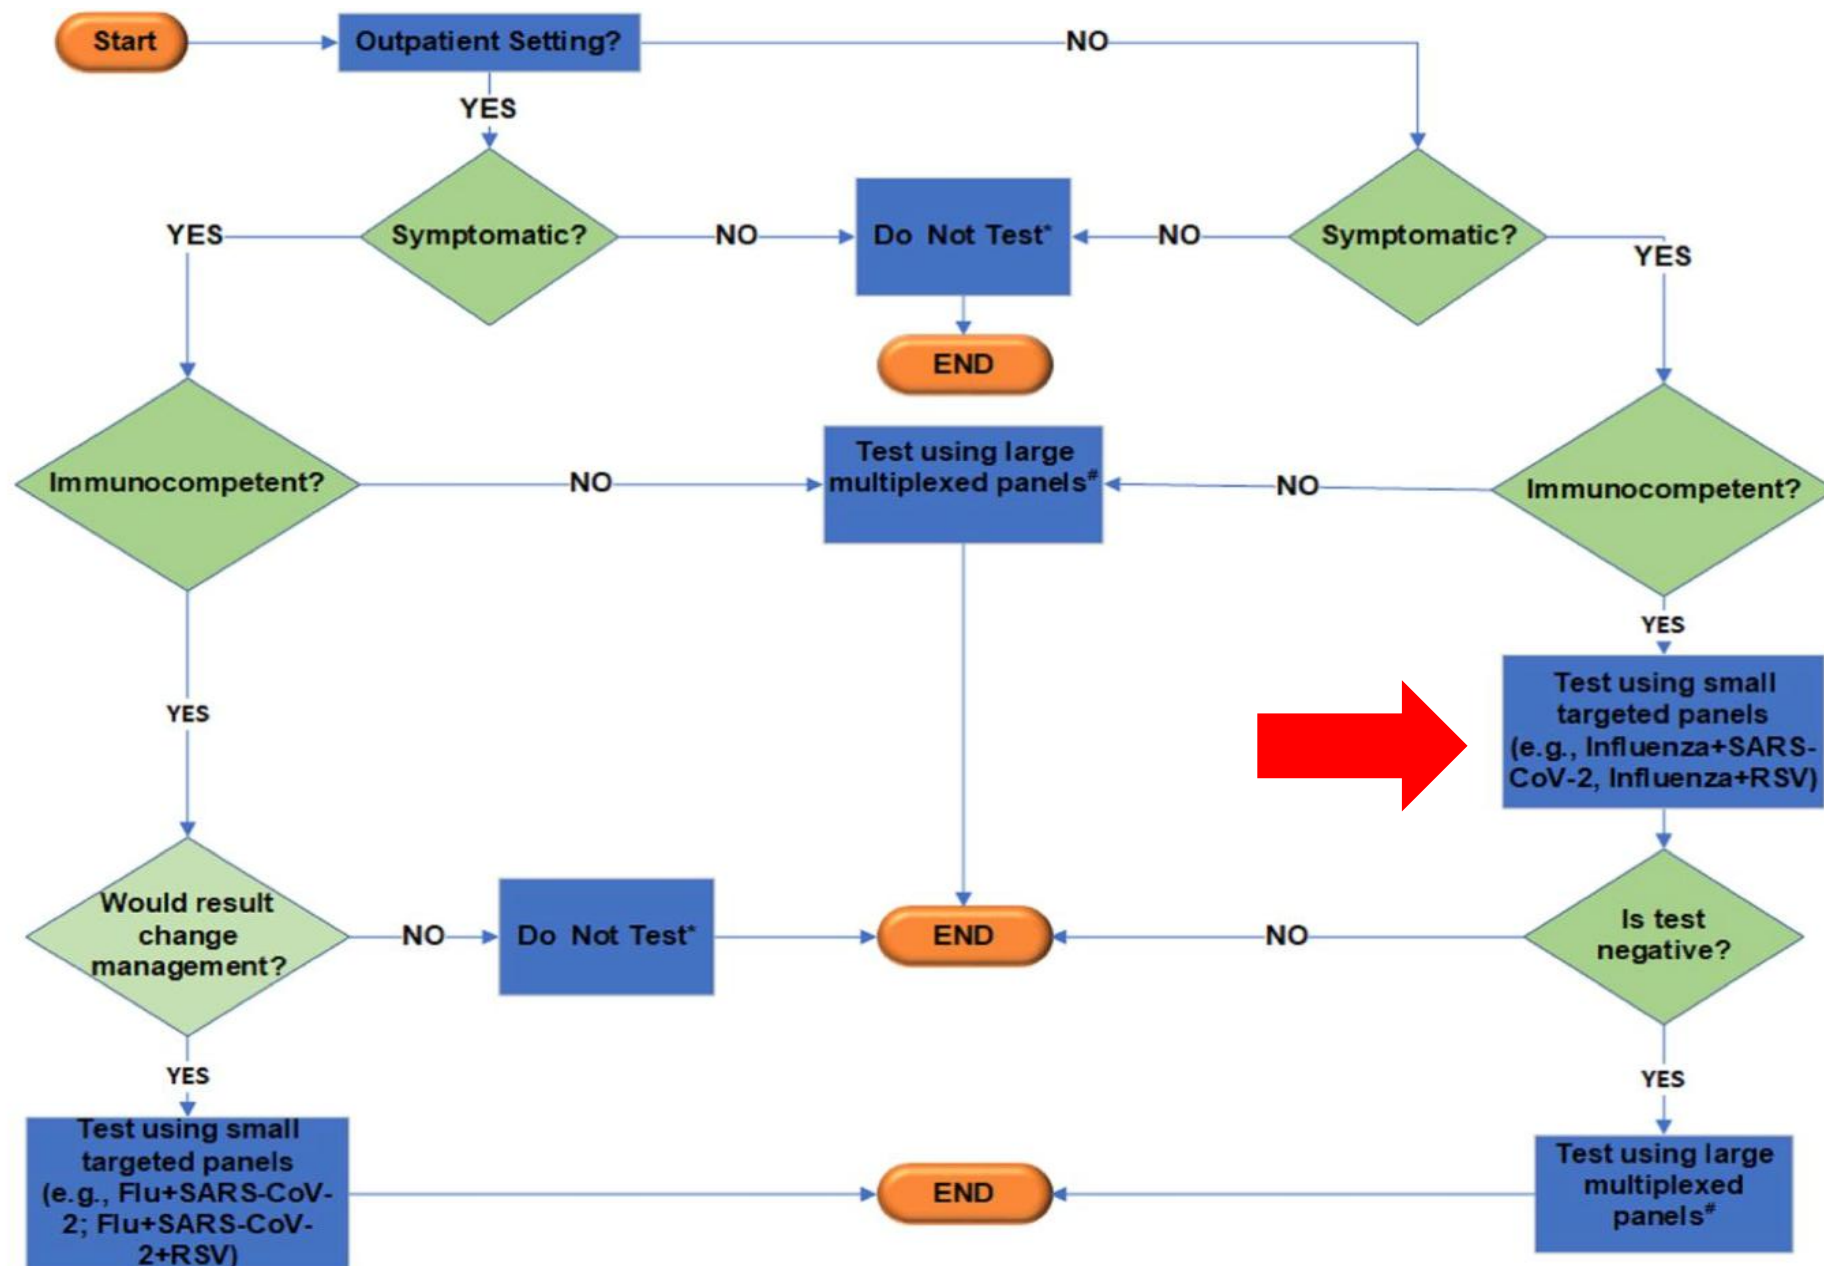 Start
Outpatient Setting?
NO
YES
YES
Symptomatic?
NO
Do Not Test*
NO
Symptomatic?
YES
END
Immunocompetent?
NO
Test using large
multiplexed panels#
NO
Immunocompetent?
YES
YES
Test using small
targeted panels
(e.g., Influenza+SARS-
CoV-2, Influenza+RSV)
Would result
change
management?
NO
Do Not Test*
END
NO
Is test
negative?
YES
YES
Test using small
targeted panels
(e.g., Flu+SARS-CoV-
2; Flu+SARS-CoV-
2+RSV)
END
Test using large
multiplexed
panels#